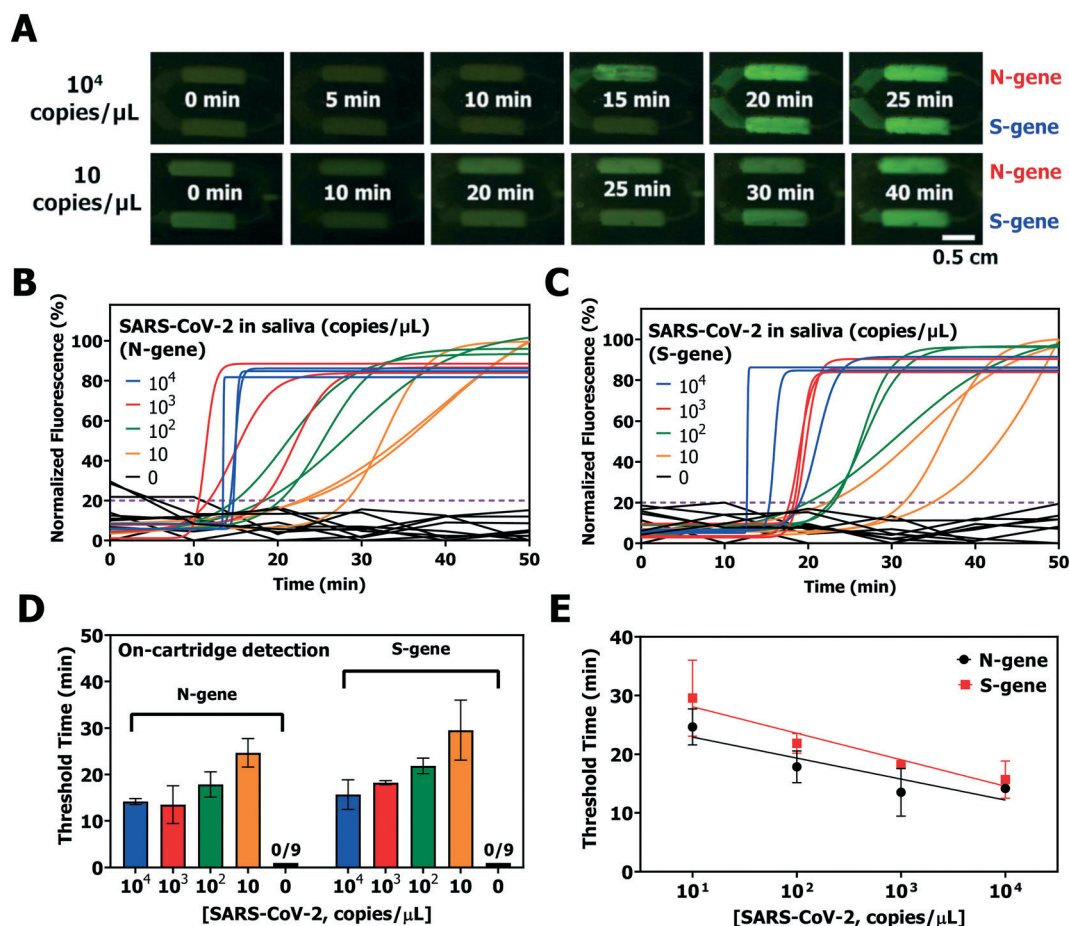 A
10⁴
copies/µL
0 min
5 min
10 min
15 min
20 min
25 min
N-gene
S-gene
10
copies/µL
0 min
10 min
20 min
25 min
30 min
40 min
N-gene
S-gene
0.5 cm
B
Normalized Fluorescence (%)
SARS-CoV-2 in saliva (copies/µL)
(N-gene)
10⁴
10³
10²
10
0
100
80
60
40
20
0
0 10 20 30 40 50
Time (min)
C
Normalized Fluorescence (%)
SARS-CoV-2 in saliva (copies/µL)
(S-gene)
10⁴
10³
10²
10
0
100
80
60
40
20
0
0 10 20 30 40 50
Time (min)
D
Threshold Time (min)
50
40
30
20
10
0
On-cartridge detection
N-gene
S-gene
0/9
0/9
10⁴ 10³ 10² 10 0 10⁴ 10³ 10² 10 0
[SARS-CoV-2, copies/µL]
E
Threshold Time (min)
40
30
20
10
0
N-gene
S-gene
10¹ 10² 10³ 10⁴
[SARS-CoV-2, copies/µL]